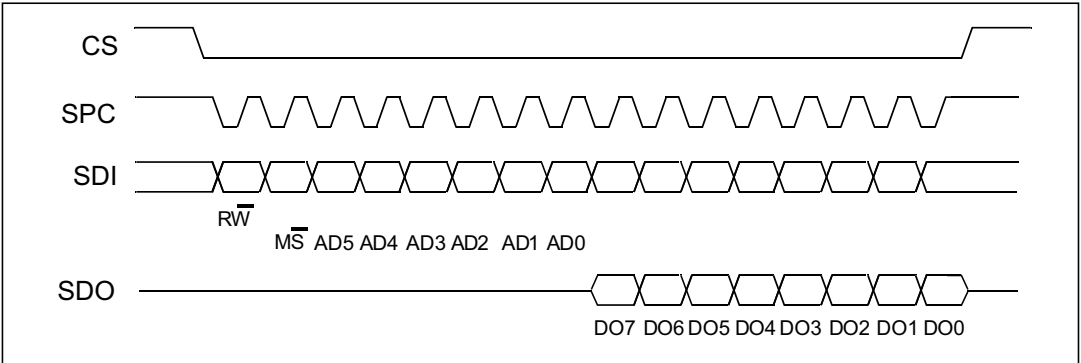 CS
SPC
SDI
RW̅
MS̅ AD5 AD4 AD3 AD2 AD1 AD0
SDO
DO7 DO6 DO5 DO4 DO3 DO2 DO1 DO0